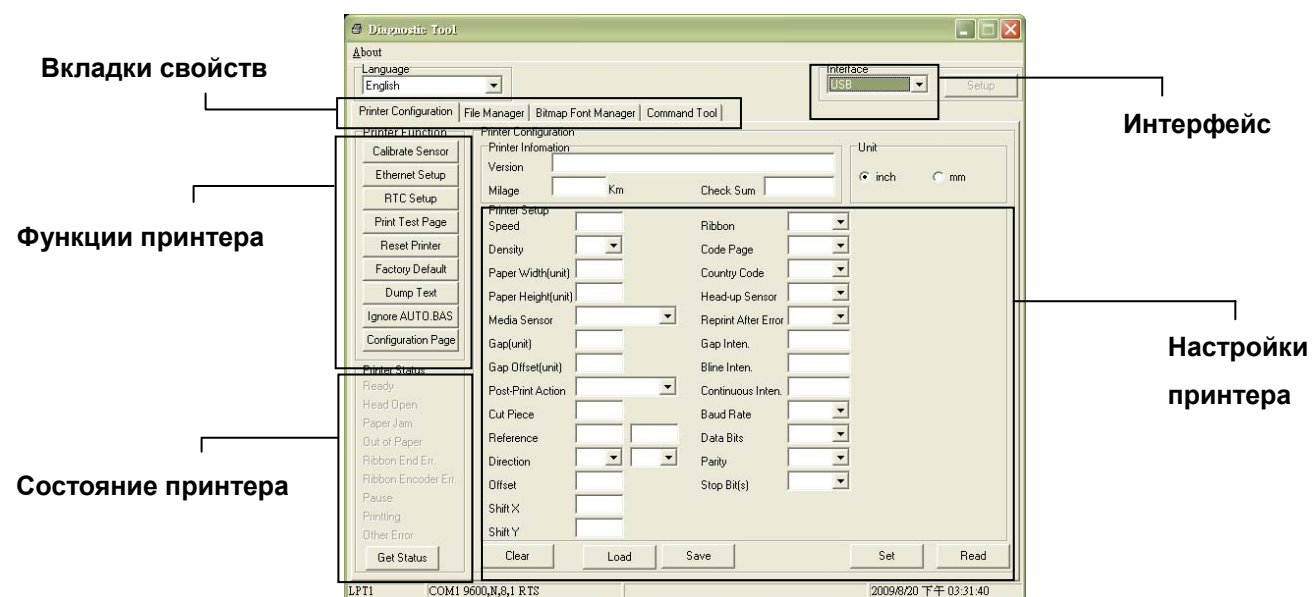 Diagnostic Tool
About
Language
English
Interface
USB
Setup
Вкладки свойств
Интерфейс
Printer Configuration File Manager Bitmap Font Manager Command Tool
Printer Function
Calibrate Sensor
Ethernet Setup
RTC Setup
Print Test Page
Reset Printer
Factory Default
Dump Text
Ignore AUTO.BAS
Configuration Page
Функции принтера
Printer Configuration
Printer Infomation
Version
Milage Km Check Sum
Unit
inch mm
Printer Setup
Speed Ribbon
Density Code Page
Paper Width(unit) Country Code
Paper Height(unit) Head-up Sensor
Media Sensor Reprint After Error
Gap(unit) Gap Inten.
Gap Offset(unit) Bline Inten.
Post-Print Action Continuous Inten.
Cut Piece Baud Rate
Reference Data Bits
Direction Parity
Offset Stop Bit(s)
Shift X
Shift Y
Clear Load Save Set Read
Настройки
принтера
Printer Status
Ready
Head Open
Paper Jam
Out of Paper
Ribbon End Err.
Ribbon Encoder Err.
Pause
Printting
Other Error
Get Status
Состояние принтера
LPT1 COM1 9600,N,8,1 RTS 2009/8/20 下午 03:31:40